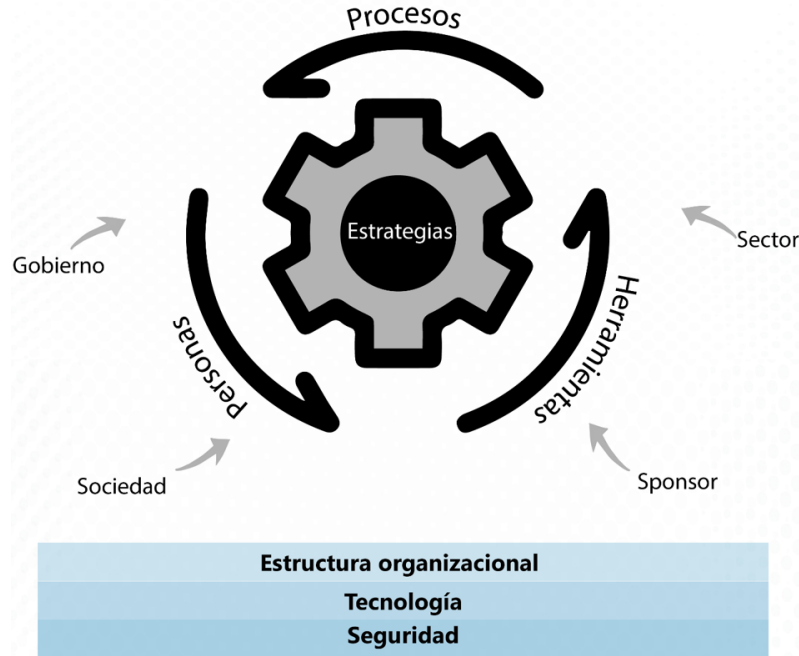 Procesos
Estrategias
Gobierno
Sector
Herramientas
Personas
Sociedad
Sponsor
Estructura organizacional
Tecnología
Seguridad